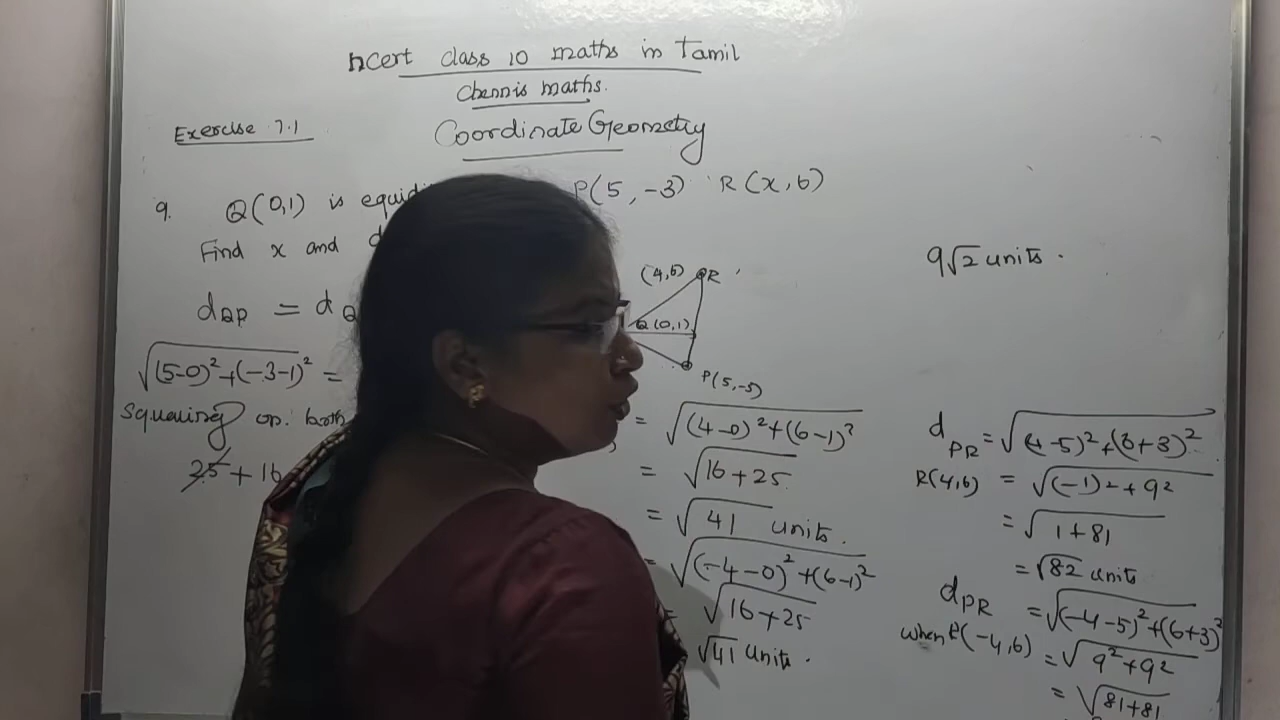 ncert class 10 maths in Tamil
Chennis maths.
Exercise 7.1
Coordinate Geometry
9. Q(0,1) is P(5,-3) R(x,6)
Find x and
dQP = dQ
√(5-0)²+(-3-1)² =
Squaring on both
25 + 16
(4,6) R
Q(0,1)
P(5,-5)
= √(4-0)²+(6-1)²
= √16+25
= √41 units.
= √(-4-0)²+(6-1)²
√16+25
√41 units.
9√2 units.
dPR = √(4-5)²+(6+3)²
R(4,6) = √(-1)²+9²
= √1+81
= √82 units
dPR = √(-4-5)²+(6+3)²
when (-4,6) = √9²+9²
= √81+81